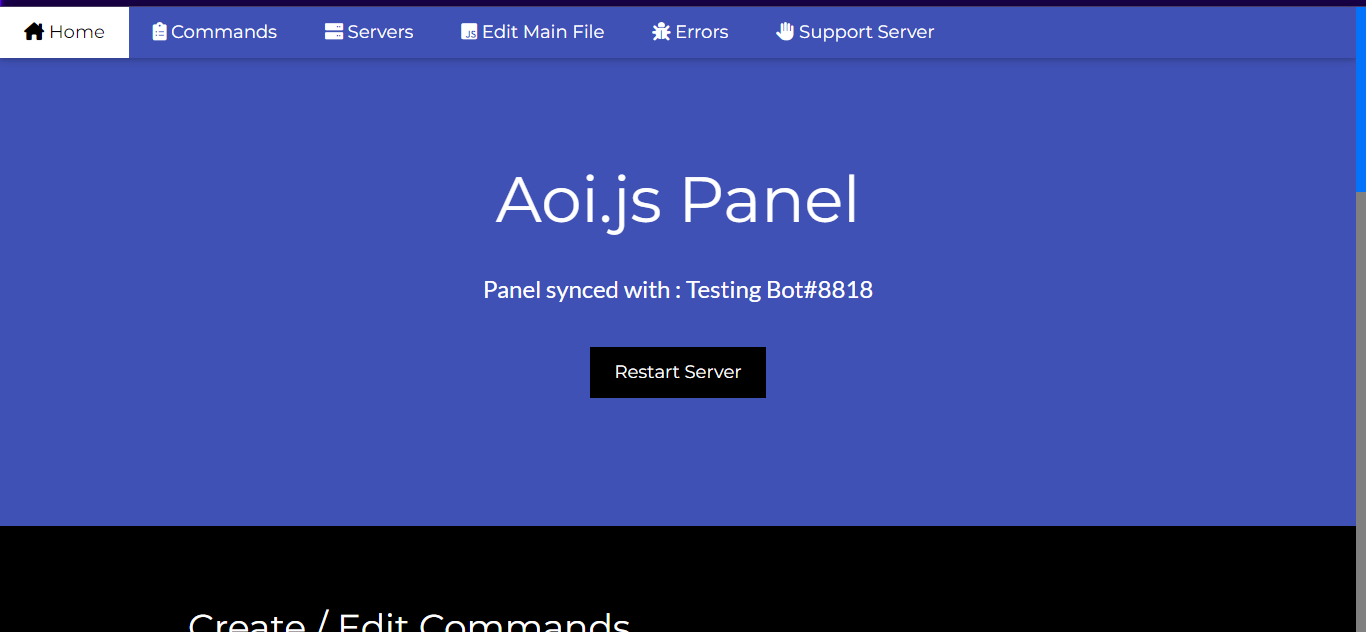 Home Commands Servers Edit Main File Errors Support Server
Aoi.js Panel
Panel synced with : Testing Bot#8818
Restart Server
Create / Edit Commands